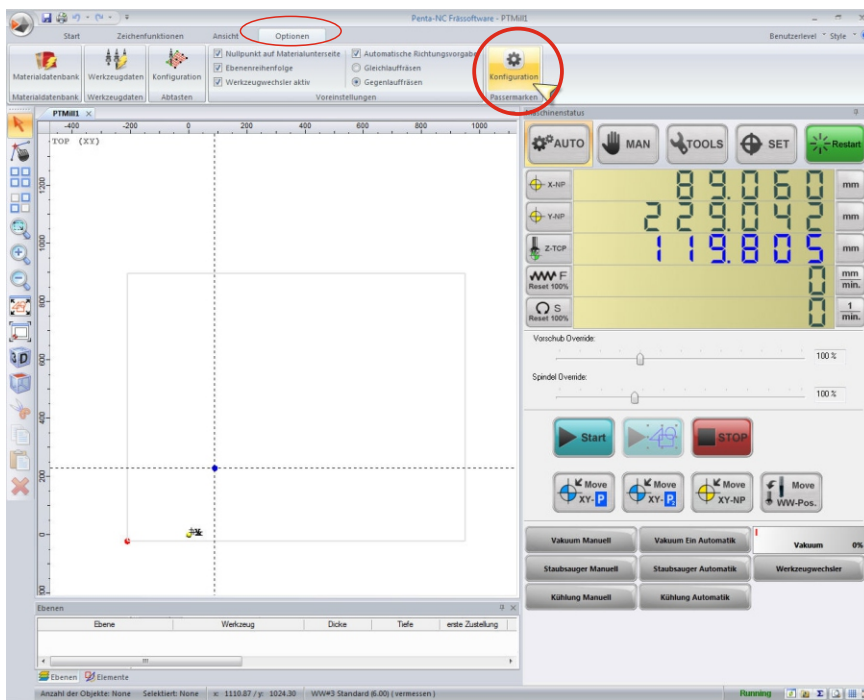 Penta-NC Frässoftware - PTMill1
Start Zeichenfunktionen Ansicht Optionen Benutzerlevel Style
Materialdatenbank Werkzeugdaten Konfiguration
Nullpunkt auf Materialunterseite
Ebenenreihenfolge
Werkzeugwechsler aktiv
Automatische Richtungsvorgabe
Gleichlauffräsen
Gegenlauffräsen
Konfiguration
Materialdatenbank Werkzeugdaten Abtasten Voreinstellungen Passermarken
PTMill1
-400 -200 0 200 400 600 800 1000
TOP (XY)
1200
1000
800
600
400
200
0
3D
Maschinenstatus
AUTO MAN TOOLS SET Restart
X-NP 89.060 mm
Y-NP 229.042 mm
Z-TCP 119.805 mm
F Reset 100% 0 mm min.
S Reset 100% 0 1 min.
Vorschub Override:
100 %
Spindel Override:
100 %
Start STOP
Move XY-P
Move XY-P
Move XY-NP
Move WW-Pos.
Vakuum Manuell Vakuum Ein Automatik Vakuum 0%
Staubsauger Manuell Staubsauger Automatik Werkzeugwechsler
Kühlung Manuell Kühlung Automatik
Ebenen
Ebene Werkzeug Dicke Tiefe erste Zustellung
Ebenen Elemente
Anzahl der Objekte: None Selektiert: None x: 1110.87 / y: 1024.30 WW#3 Standard (6.00) ( vermessen ) Running